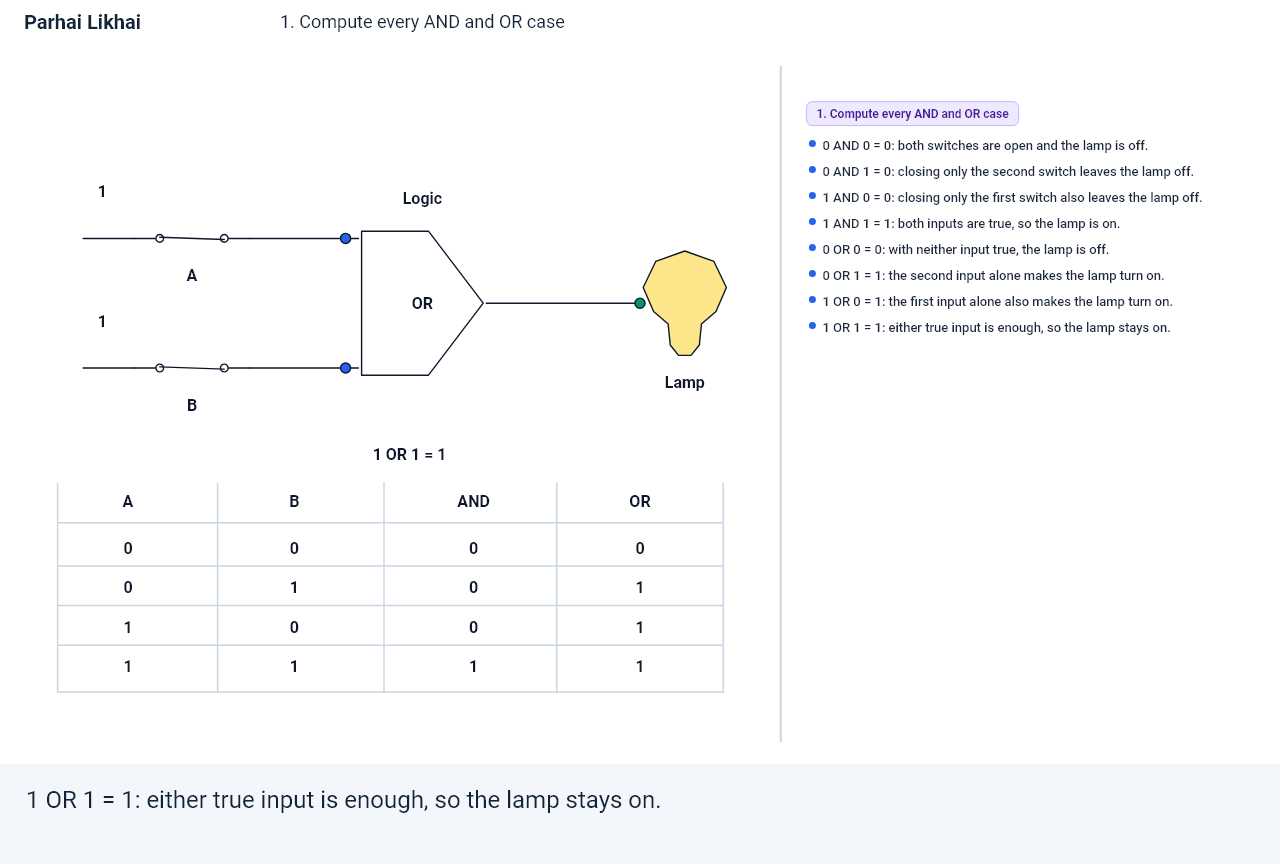 Parhai Likhai
1. Compute every AND and OR case
1
Logic
A
OR
1
Lamp
B
1 OR 1 = 1
A B AND OR
0 0 0 0
0 1 0 1
1 0 0 1
1 1 1 1
1. Compute every AND and OR case
0 AND 0 = 0: both switches are open and the lamp is off.
0 AND 1 = 0: closing only the second switch leaves the lamp off.
1 AND 0 = 0: closing only the first switch also leaves the lamp off.
1 AND 1 = 1: both inputs are true, so the lamp is on.
0 OR 0 = 0: with neither input true, the lamp is off.
0 OR 1 = 1: the second input alone makes the lamp turn on.
1 OR 0 = 1: the first input alone also makes the lamp turn on.
1 OR 1 = 1: either true input is enough, so the lamp stays on.
1 OR 1 = 1: either true input is enough, so the lamp stays on.